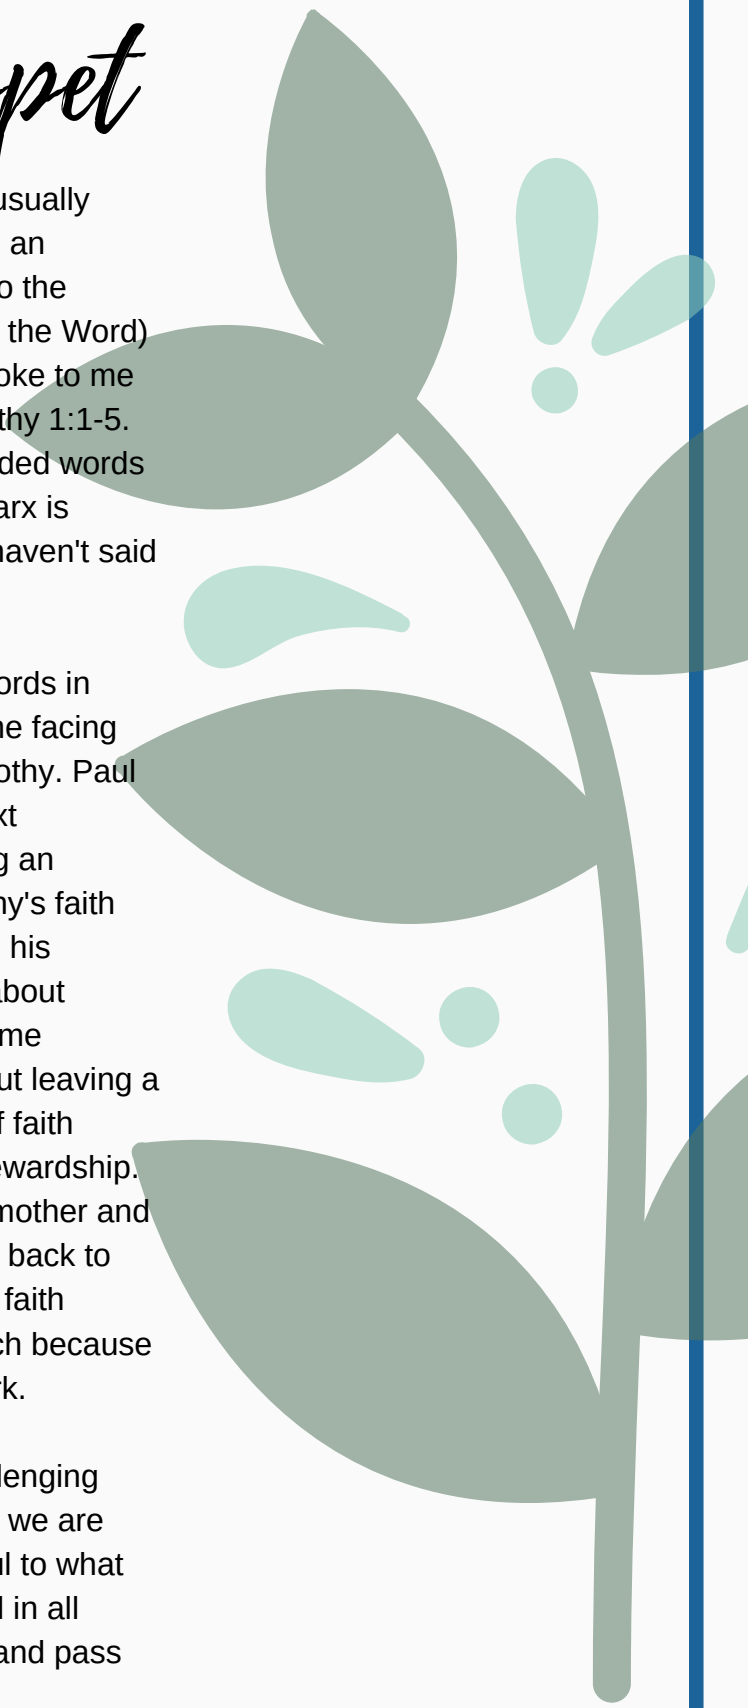 pet
usually
an
o the
the Word)
oke to me
thy 1:1-5.
ded words
arx is
haven't said
ords in
ne facing
othy. Paul
xt
g an
ny's faith
his
about
me
ut leaving a
f faith
ewardship.
mother and
back to
faith
ch because
rk.
lenging
we are
ul to what
l in all
and pass